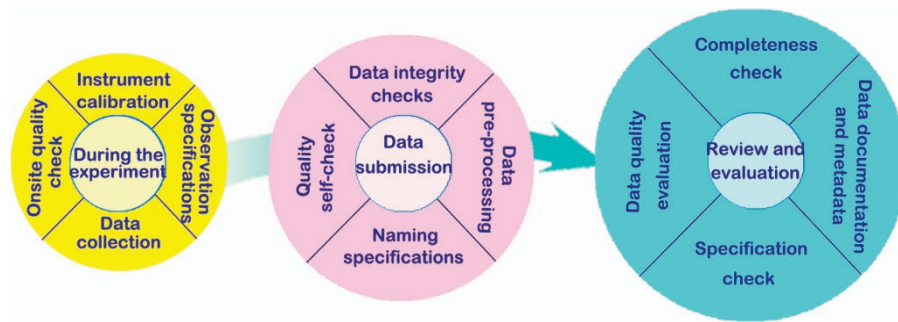 Instrument
calibration
Onsite quality
check
During the
experiment
Observation
specifications
Data
collection
Data integrity
checks
Quality
self-check
Data
submission
Data
pre-processing
Naming
specifications
Completeness
check
Data quality
evaluation
Review and
evaluation
Data documentation
and metadata
Specification
check